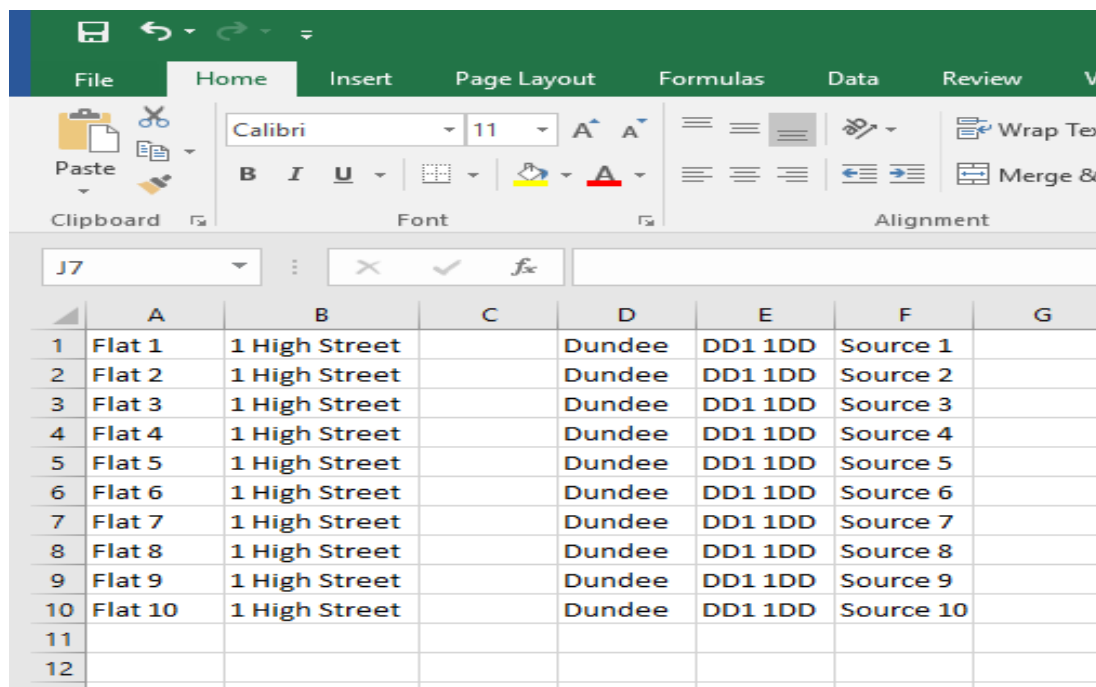 File Home Insert Page Layout Formulas Data Review V
Calibri 11 A A Wrap Tex
Paste B I U A Merge &
Clipboard Font Alignment
J7 fx
A B C D E F G
1 Flat 1 1 High Street Dundee DD1 1DD Source 1
2 Flat 2 1 High Street Dundee DD1 1DD Source 2
3 Flat 3 1 High Street Dundee DD1 1DD Source 3
4 Flat 4 1 High Street Dundee DD1 1DD Source 4
5 Flat 5 1 High Street Dundee DD1 1DD Source 5
6 Flat 6 1 High Street Dundee DD1 1DD Source 6
7 Flat 7 1 High Street Dundee DD1 1DD Source 7
8 Flat 8 1 High Street Dundee DD1 1DD Source 8
9 Flat 9 1 High Street Dundee DD1 1DD Source 9
10 Flat 10 1 High Street Dundee DD1 1DD Source 10
11
12